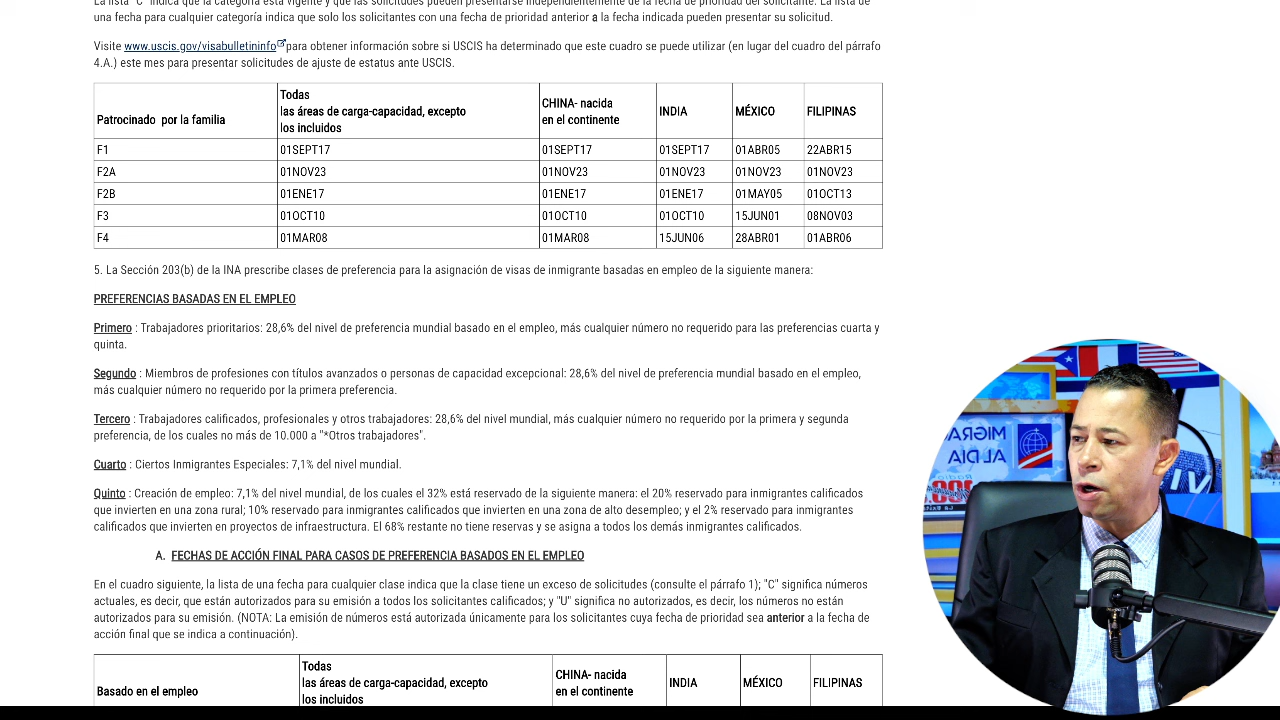 La lista "C" indica que la categoría está vigente y que las solicitudes pueden presentarse independientemente de la fecha de prioridad del solicitante. La lista de
una fecha para cualquier categoría indica que solo los solicitantes con una fecha de prioridad anterior a la fecha indicada pueden presentar su solicitud.
Visite www.uscis.gov/visabulletininfo para obtener información sobre si USCIS ha determinado que este cuadro se puede utilizar (en lugar del cuadro del párrafo
4.A.) este mes para presentar solicitudes de ajuste de estatus ante USCIS.
Patrocinado por la familia | Todas las áreas de carga-capacidad, excepto los incluidos | CHINA- nacida en el continente | INDIA | MÉXICO | FILIPINAS
F1 | 01SEPT17 | 01SEPT17 | 01SEPT17 | 01ABR05 | 22ABR15
F2A | 01NOV23 | 01NOV23 | 01NOV23 | 01NOV23 | 01NOV23
F2B | 01ENE17 | 01ENE17 | 01ENE17 | 01MAY05 | 01OCT13
F3 | 01OCT10 | 01OCT10 | 01OCT10 | 15JUN01 | 08NOV03
F4 | 01MAR08 | 01MAR08 | 15JUN06 | 28ABR01 | 01ABR06
5. La Sección 203(b) de la INA prescribe clases de preferencia para la asignación de visas de inmigrante basadas en empleo de la siguiente manera:
PREFERENCIAS BASADAS EN EL EMPLEO
Primero : Trabajadores prioritarios: 28,6% del nivel de preferencia mundial basado en el empleo, más cualquier número no requerido para las preferencias cuarta y
quinta.
Segundo : Miembros de profesiones con títulos avanzados o personas de capacidad excepcional: 28,6% del nivel de preferencia mundial basado en el empleo,
más cualquier número no requerido por la primera preferencia.
Tercero : Trabajadores calificados, profesionales y otros trabajadores: 28,6% del nivel mundial, más cualquier número no requerido por la primera y segunda
preferencia, de los cuales no más de 10.000 a "*Otros trabajadores".
Cuarto : Ciertos Inmigrantes Especiales: 7,1% del nivel mundial.
Quinto : Creación de empleo: % del nivel mundial, de los cuales el 32% está reservado de la siguiente manera: el 20% reservado para inmigrantes calificados
que invierten en una zona rural, 10% reservado para inmigrantes calificados que invierten en una zona de alto desempleo; y el 2% reservado para inmigrantes
calificados que invierten en proyectos de infraestructura. El 68% restante no tiene reservas y se asigna a todos los demás inmigrantes calificados.
A. FECHAS DE ACCIÓN FINAL PARA CASOS DE PREFERENCIA BASADOS EN EL EMPLEO
En el cuadro siguiente, la lista de una fecha para cualquier clase indica que la clase tiene un exceso de solicitudes (consulte el párrafo 1); "C" significa números
actuales, es decir, que están autorizados para su emisión a todos los solicitantes calificados; y "U" significa no autorizados, es decir, los números no están
autorizados para su emisión. (NOTA: La emisión de números está autorizada únicamente para los solicitantes cuya fecha de prioridad sea anterior a la fecha de
acción final que se indica a continuación).
Basado en el empleo | Todas las áreas de carga-capacidad, excepto los incluidos | CHINA- nacida en el continente | INDIA | MÉXICO | FILIPINAS
MIGRA
AL DÍA